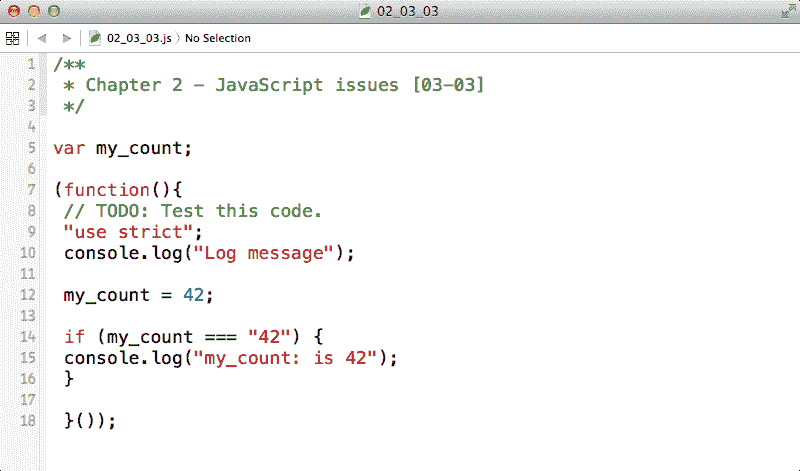 02_03_03
02_03_03.js 〉 No Selection
1 /**
2  * Chapter 2 - JavaScript issues [03-03]
3  */
4
5 var my_count;
6
7 (function(){
8  // TODO: Test this code.
9  "use strict";
10  console.log("Log message");
11
12  my_count = 42;
13
14  if (my_count === "42") {
15  console.log("my_count: is 42");
16  }
17
18  }());